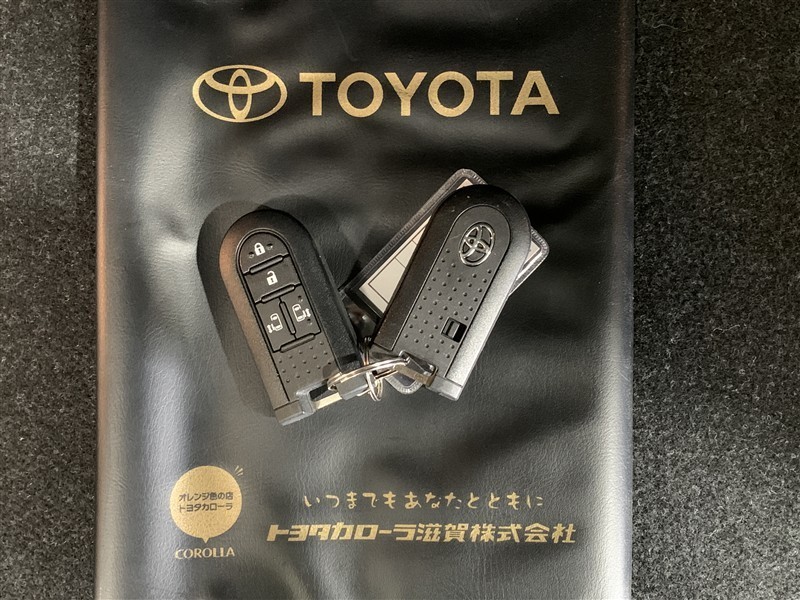 TOYOTA
オレンジ色の店
トヨタカローラ
COROLLA
いつまでもあなたとともに
トヨタカローラ滋賀株式会社